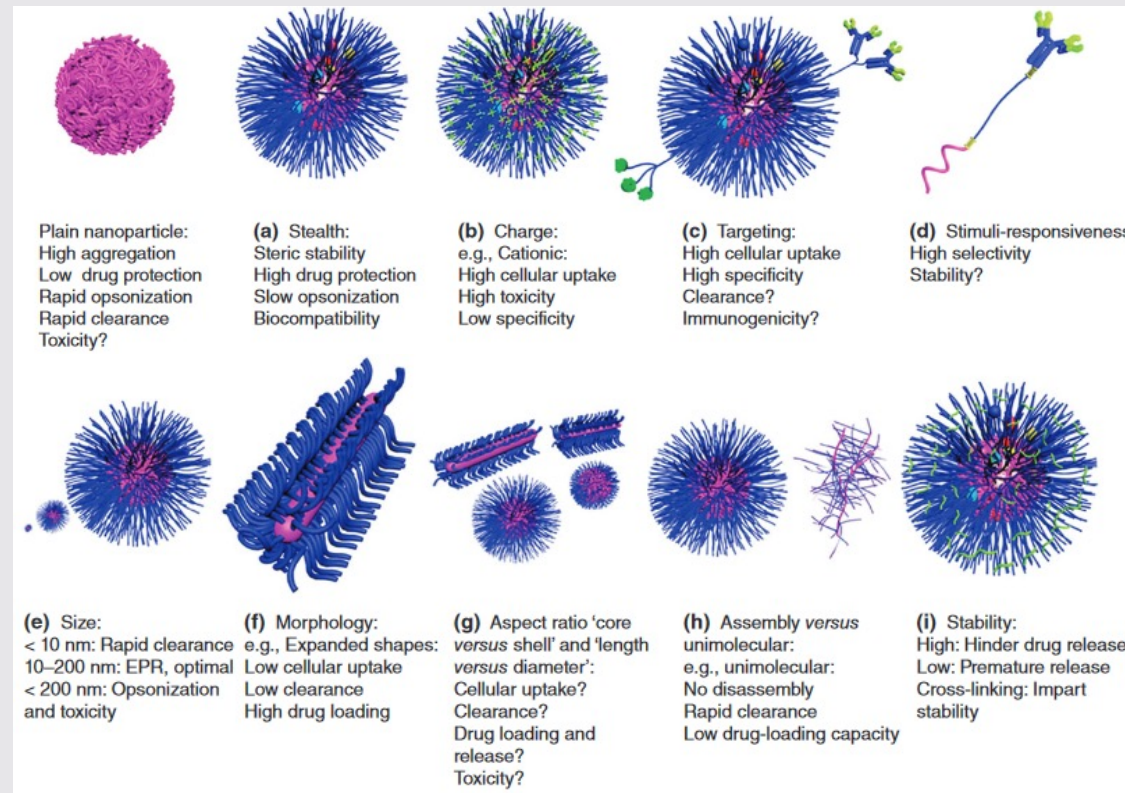 Plain nanoparticle:
High aggregation
Low drug protection
Rapid opsonization
Rapid clearance
Toxicity?
(a) Stealth:
Steric stability
High drug protection
Slow opsonization
Biocompatibility
(b) Charge:
e.g., Cationic:
High cellular uptake
High toxicity
Low specificity
(c) Targeting:
High cellular uptake
High specificity
Clearance?
Immunogenicity?
(d) Stimuli-responsiveness
High selectivity
Stability?
(e) Size:
< 10 nm: Rapid clearance
10–200 nm: EPR, optimal
< 200 nm: Opsonization
and toxicity
(f) Morphology:
e.g., Expanded shapes:
Low cellular uptake
Low clearance
High drug loading
(g) Aspect ratio ‘core
versus shell’ and ‘length
versus diameter’:
Cellular uptake?
Clearance?
Drug loading and
release?
Toxicity?
(h) Assembly versus
unimolecular:
e.g., unimolecular:
No disassembly
Rapid clearance
Low drug-loading capacity
(i) Stability:
High: Hinder drug release
Low: Premature release
Cross-linking: Impart
stability